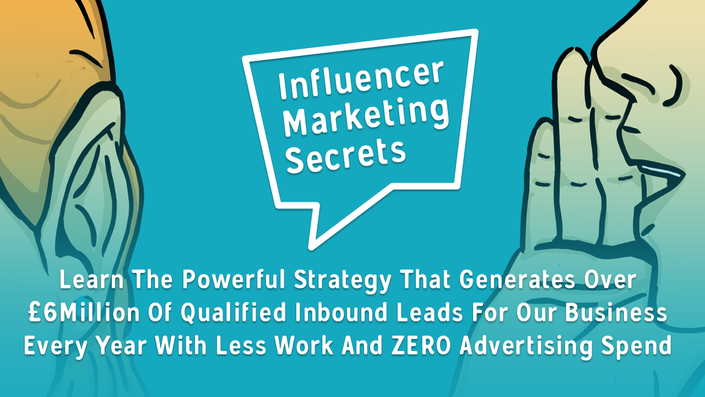 Influencer
Marketing
Secrets
Learn The Powerful Strategy That Generates Over
£6Million Of Qualified Inbound Leads For Our Business
Every Year With Less Work And ZERO Advertising Spend